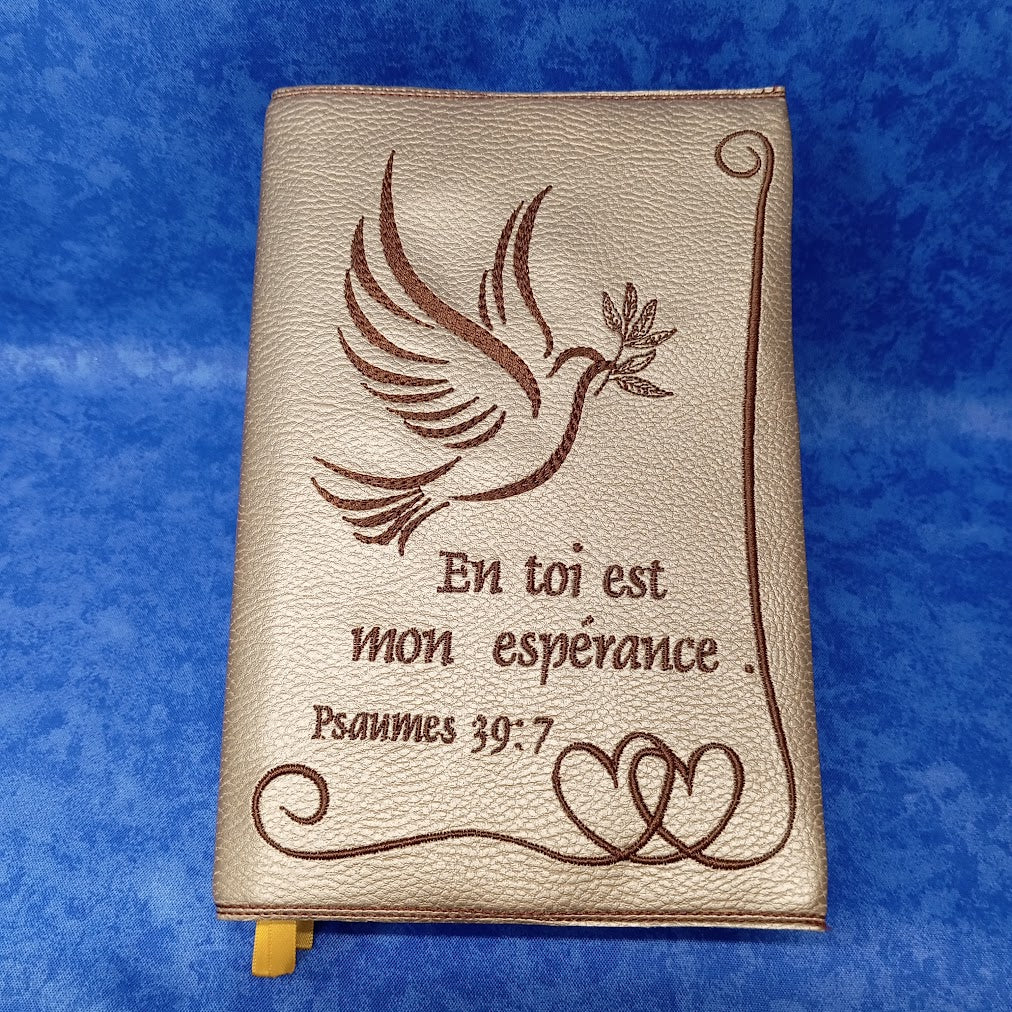 En toi est
mon espérance .
Psaumes 39:7